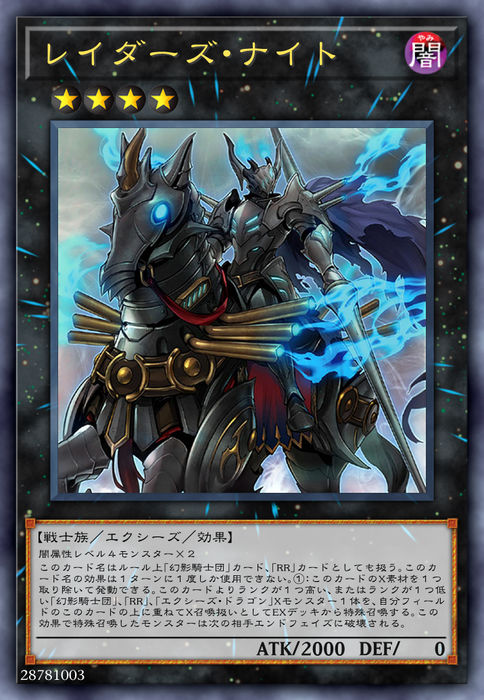 レイダーズ・ナイト
やみ
闇
【戦士族／エクシーズ／効果】
闇属性レベル４モンスター×２
このカード名はルール上「幻影騎士団」カード、「RR」カードとしても扱う。このカ
ード名の効果は１ターンに１度しか使用できない。①：このカードのX素材を１つ
取り除いて発動できる。このカードよりランクが１つ高い、またはランクが１つ低
い「幻影騎士団」、「RR」、「エクシーズ・ドラゴン」Xモンスター１体を、自分フィール
ドのこのカードの上に重ねてX召喚扱いとしてEXデッキから特殊召喚する。この
効果で特殊召喚したモンスターは次の相手エンドフェイズに破壊される。
ATK/2000 DEF/ 0
28781003